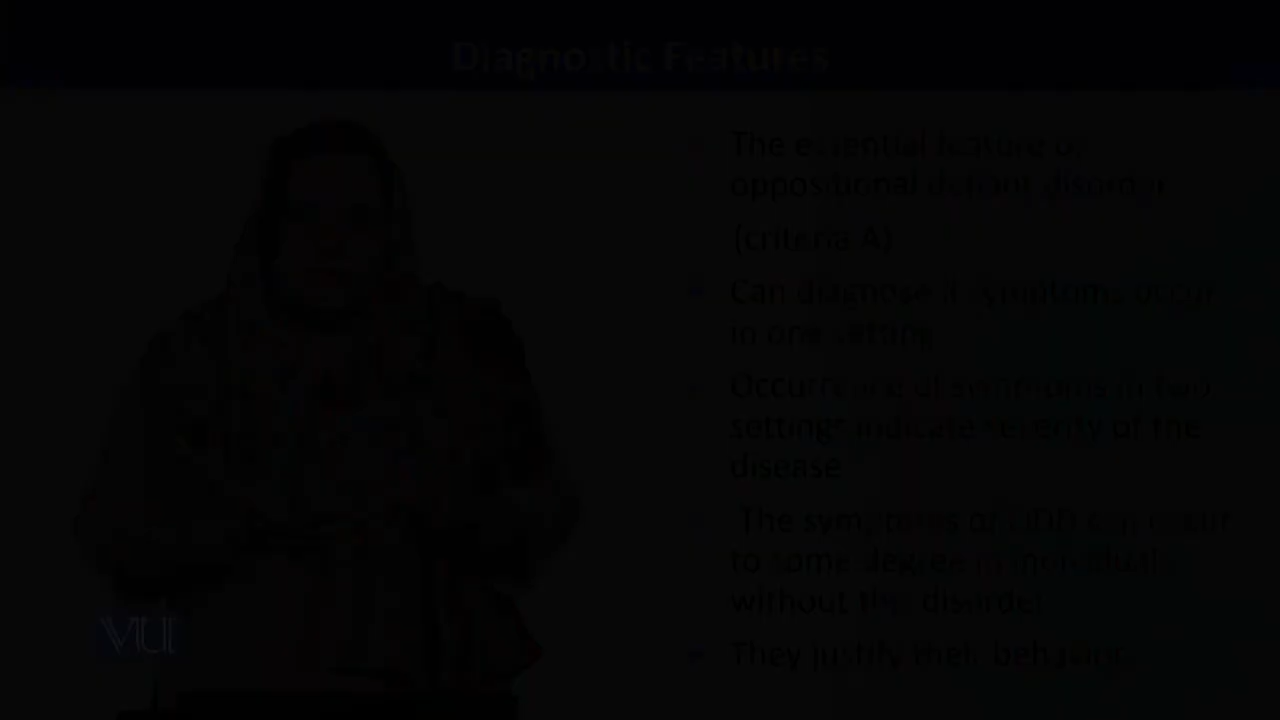 Diagnostic Features
The essential feature of
oppositional defiant disorder
(criteria A)
Can diagnose if symptoms occur
in one setting
Occurrence of symptoms in two
settings indicate severity of the
disease
The symptoms of ODD can occur
to some degree in individuals
without this disorder
They justify their behavior
VU